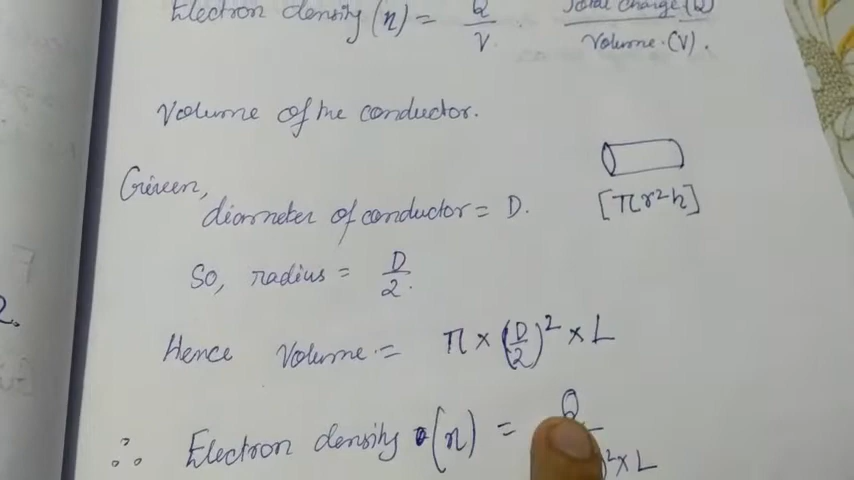 Electron density (n) = Q/V. Total charge (Q)/Volume. (V).
Volume of the conductor.
Given,
diameter of conductor = D. [πr²h]
So, radius = D/2.
Hence Volume = π × (D/2)² × L
∴ Electron density (n) = Q
)² × L
2.